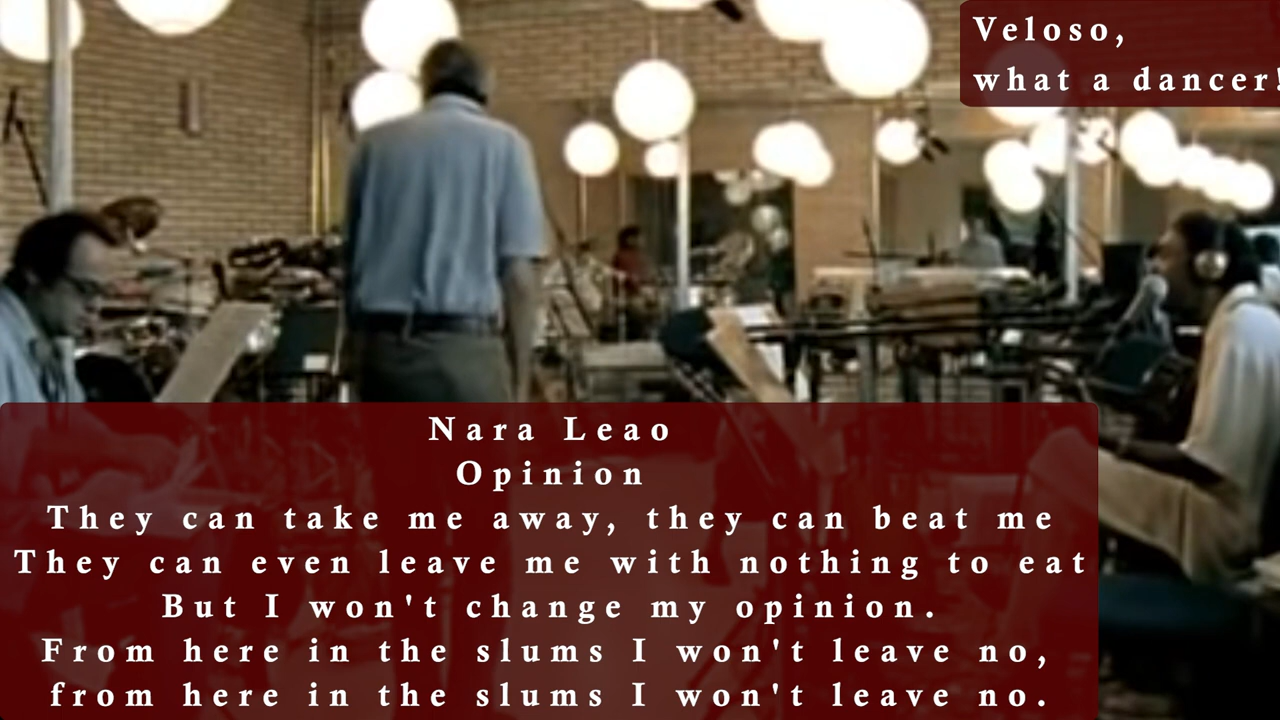 Veloso,
what a dancer!
Nara Leao
Opinion
They can take me away, they can beat me
They can even leave me with nothing to eat
But I won't change my opinion.
From here in the slums I won't leave no,
from here in the slums I won't leave no.